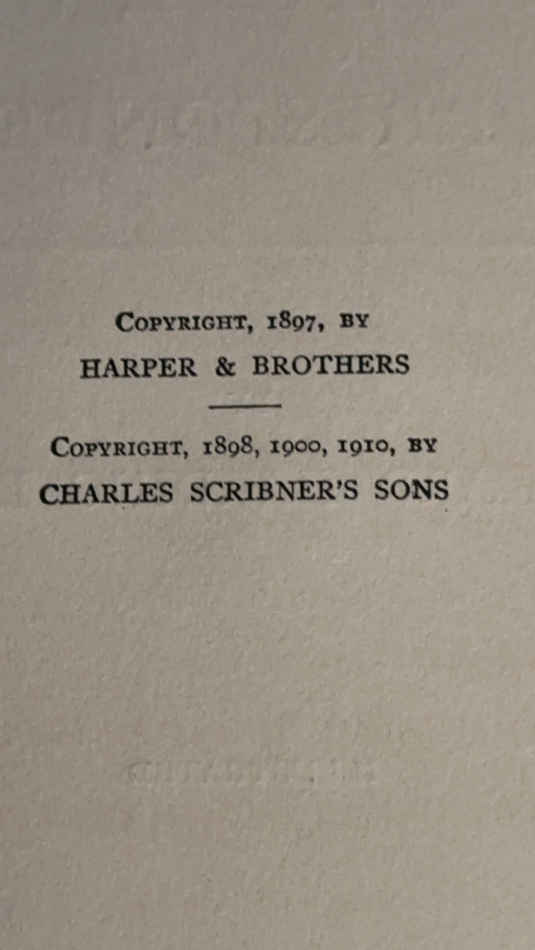 Copyright, 1897, by
HARPER & BROTHERS
Copyright, 1898, 1900, 1910, by
CHARLES SCRIBNER'S SONS